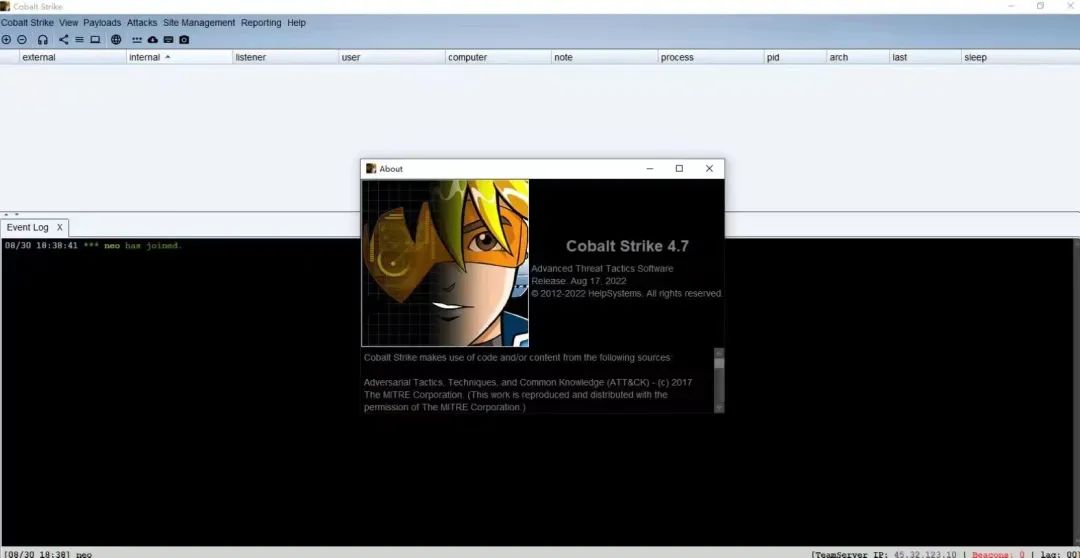 Cobalt Strike
Cobalt Strike View Payloads Attacks Site Management Reporting Help
external internal listener user computer note process pid arch last sleep
About
Cobalt Strike 4.7
Advanced Threat Tactics Software
Release. Aug 17, 2022
© 2012-2022 HelpSystems. All rights reserved.
Cobalt Strike makes use of code and/or content from the following sources
Adversarial Tactics, Techniques, and Common Knowledge (ATT&CK) - (c) 2017
The MITRE Corporation. (This work is reproduced and distributed with the
permission of The MITRE Corporation.)
Event Log X
08/30 18:38:41 *** neo has joined.
[08/30 18:38] neo
[TeamServer IP: 45.32.123.10 | Beacons: 0 | lag: 00]